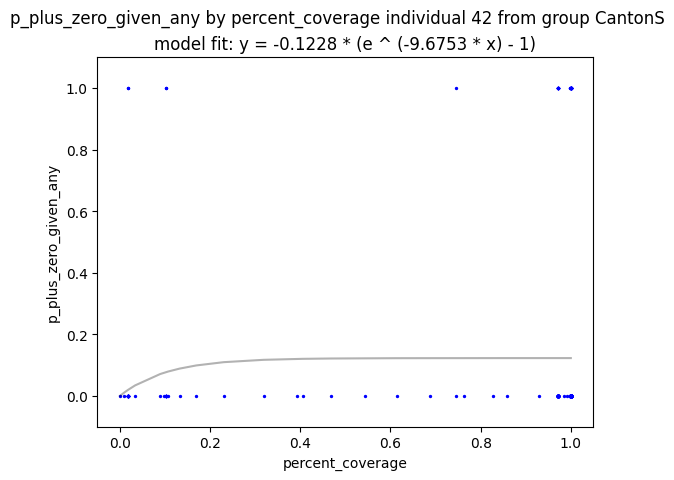 p_plus_zero_given_any by percent_coverage individual 42 from group CantonS
model fit: y = -0.1228 * (e ^ (-9.6753 * x) - 1)
1.0
0.8
0.6
0.4
0.2
0.0
p_plus_zero_given_any
0.0 0.2 0.4 0.6 0.8 1.0
percent_coverage